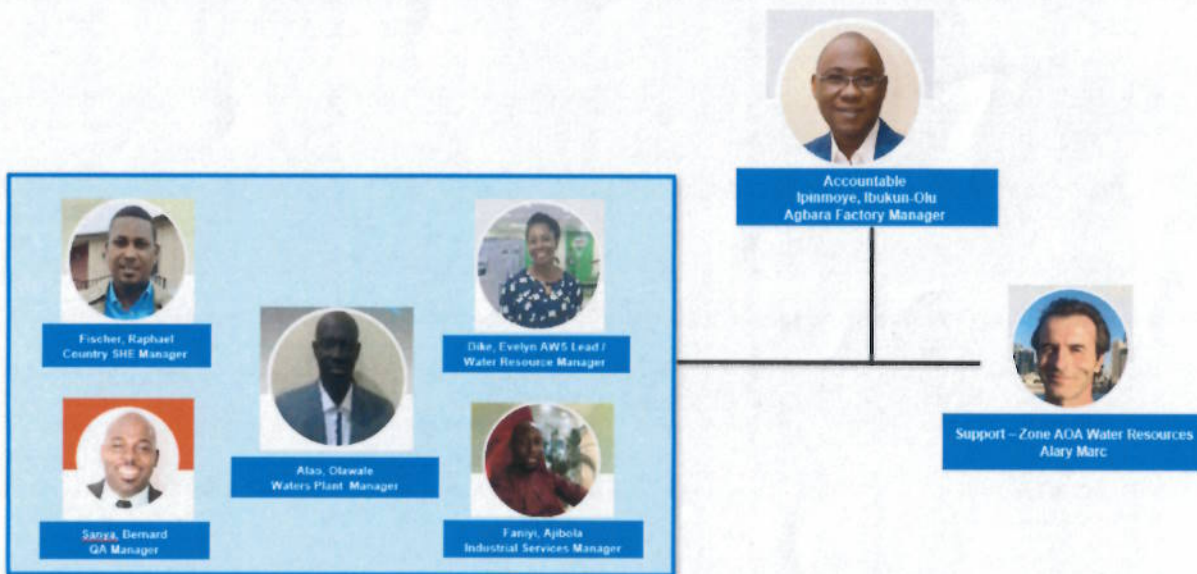 Accountable
Ipinmoye, Ibukun-Olu
Agbara Factory Manager
Fischer, Raphael
Country SHE Manager
Dike, Evelyn AWS Lead /
Water Resource Manager
Alao, Olawale
Waters Plant Manager
Sanya, Bernard
QA Manager
Faniyi, Ajibola
Industrial Services Manager
Support – Zone AOA Water Resources
Alary Marc